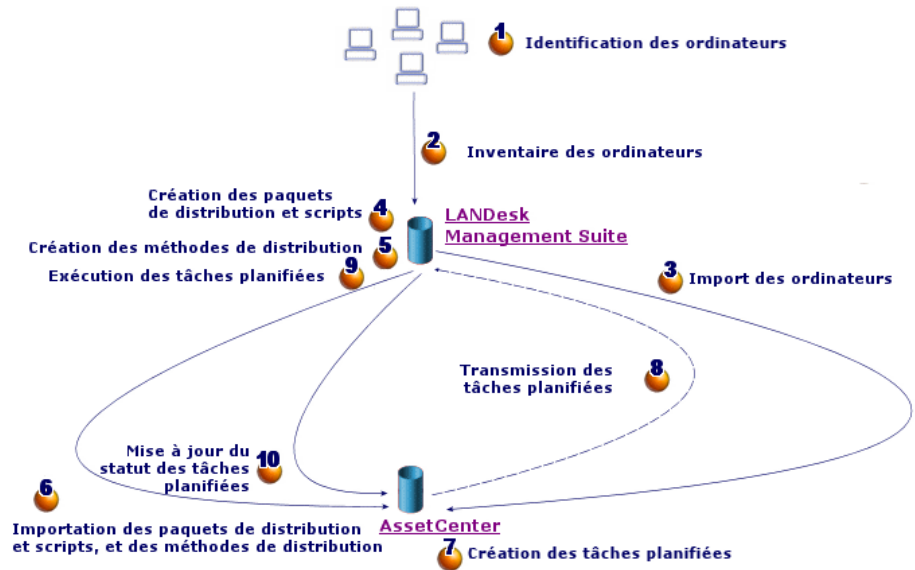 1 Identification des ordinateurs
2 Inventaire des ordinateurs
Création des paquets
de distribution et scripts 4
LANDesk
Management Suite
Création des méthodes de distribution 5
Exécution des tâches planifiées 9
3 Import des ordinateurs
Transmission des
tâches planifiées 8
Mise à jour du
statut des tâches
planifiées 10
6
Importation des paquets de distribution
et scripts, et des méthodes de distribution
AssetCenter
7 Création des tâches planifiées